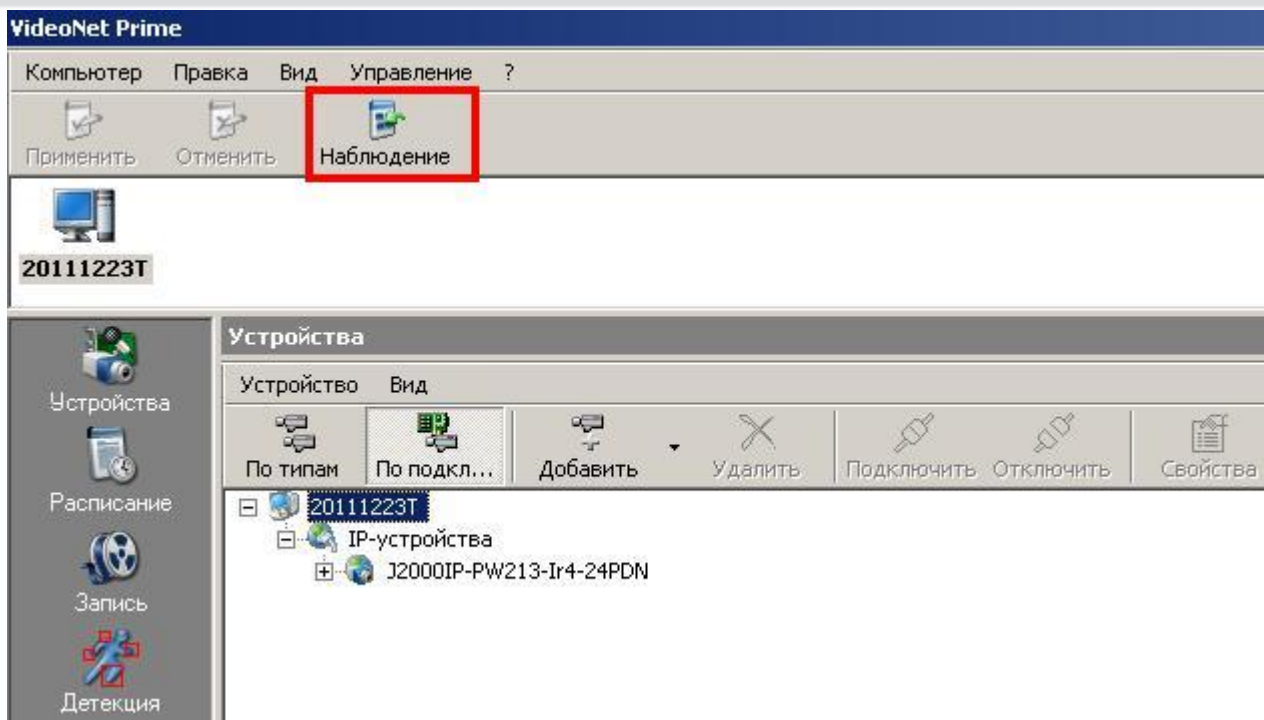 VideoNet Prime
Компьютер Правка Вид Управление ?
Применить Отменить Наблюдение
20111223T
Устройства
Расписание
Запись
Детекция
Устройства
Устройство Вид
По типам По подкл... Добавить Удалить Подключить Отключить Свойства
20111223T
IP-устройства
J2000IP-PW213-Ir4-24PDN